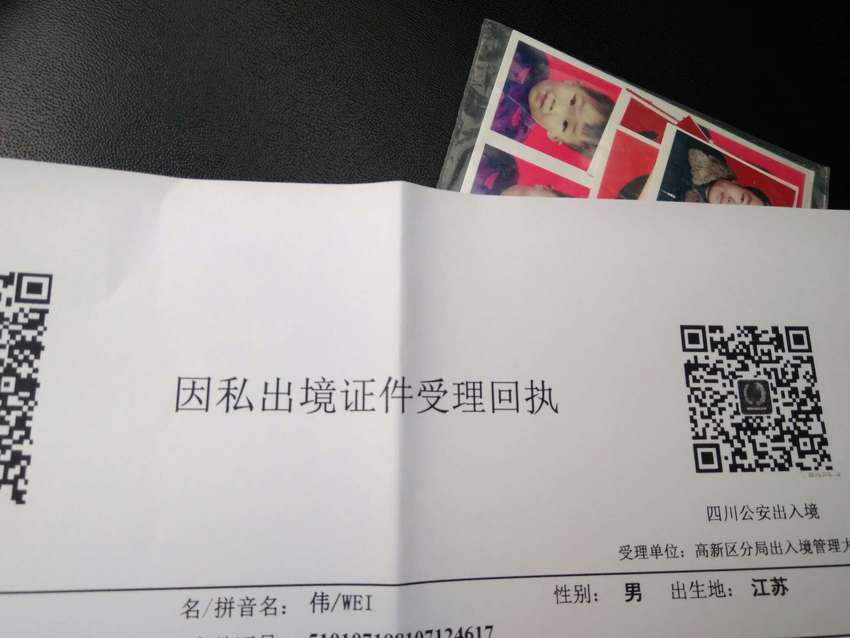 因私出境证件受理回执
四川公安出入境
受理单位：高新区分局出入境管理
名/拼音名：伟/WEI 性别：男 出生地：江苏